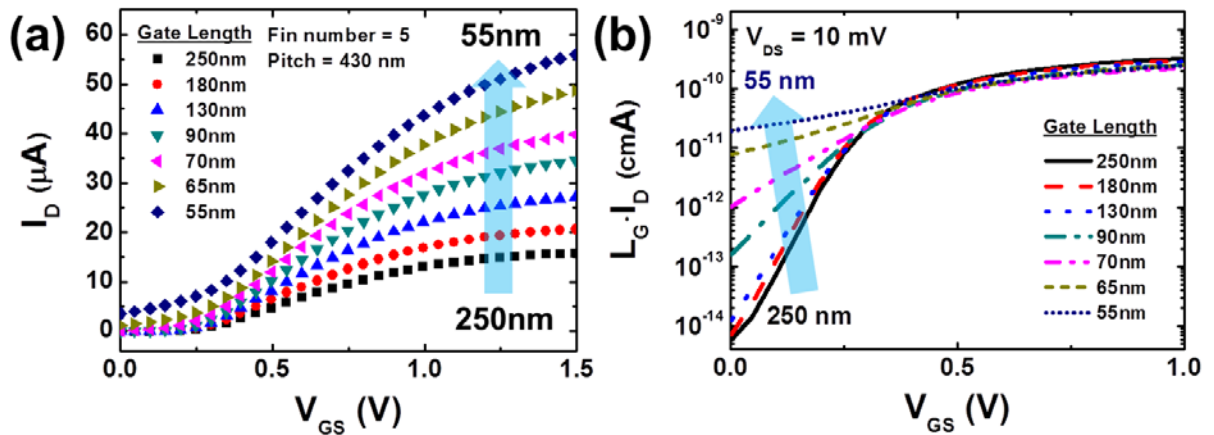 (a)
I_D (μA)
60
50
40
30
20
10
0
Gate Length
250nm
180nm
130nm
90nm
70nm
65nm
55nm
Fin number = 5
Pitch = 430 nm
55nm
250nm
0.0 0.5 1.0 1.5
V_GS (V)
(b)
L_G·I_D (cmA)
10⁻⁹
10⁻¹⁰
10⁻¹¹
10⁻¹²
10⁻¹³
10⁻¹⁴
V_DS = 10 mV
55 nm
250 nm
Gate Length
250nm
180nm
130nm
90nm
70nm
65nm
55nm
0.0 0.5 1.0
V_GS (V)